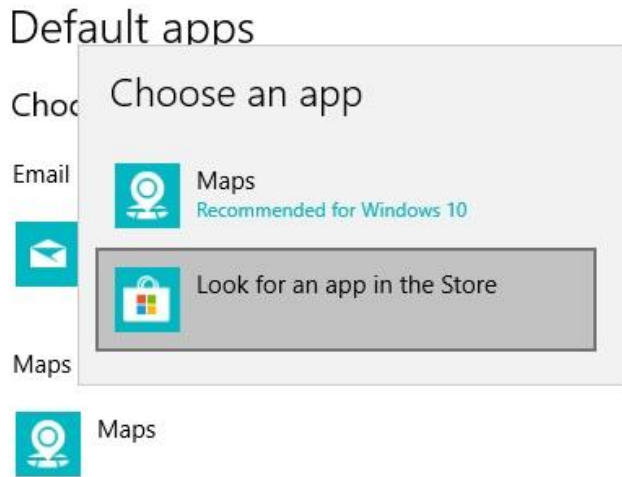 Default apps
Choose an app
Choo
Email
Maps
Recommended for Windows 10
Look for an app in the Store
Maps
Maps